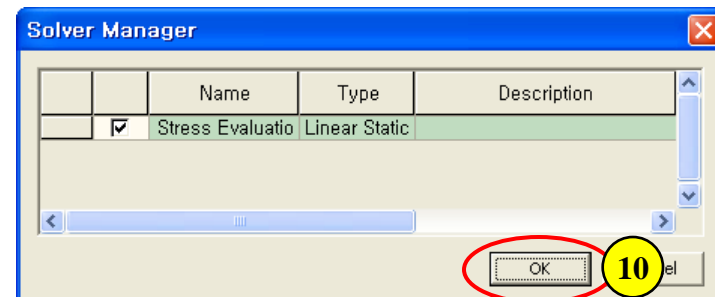 Solver Manager
Name Type Description
Stress Evaluatio Linear Static
OK 10 el